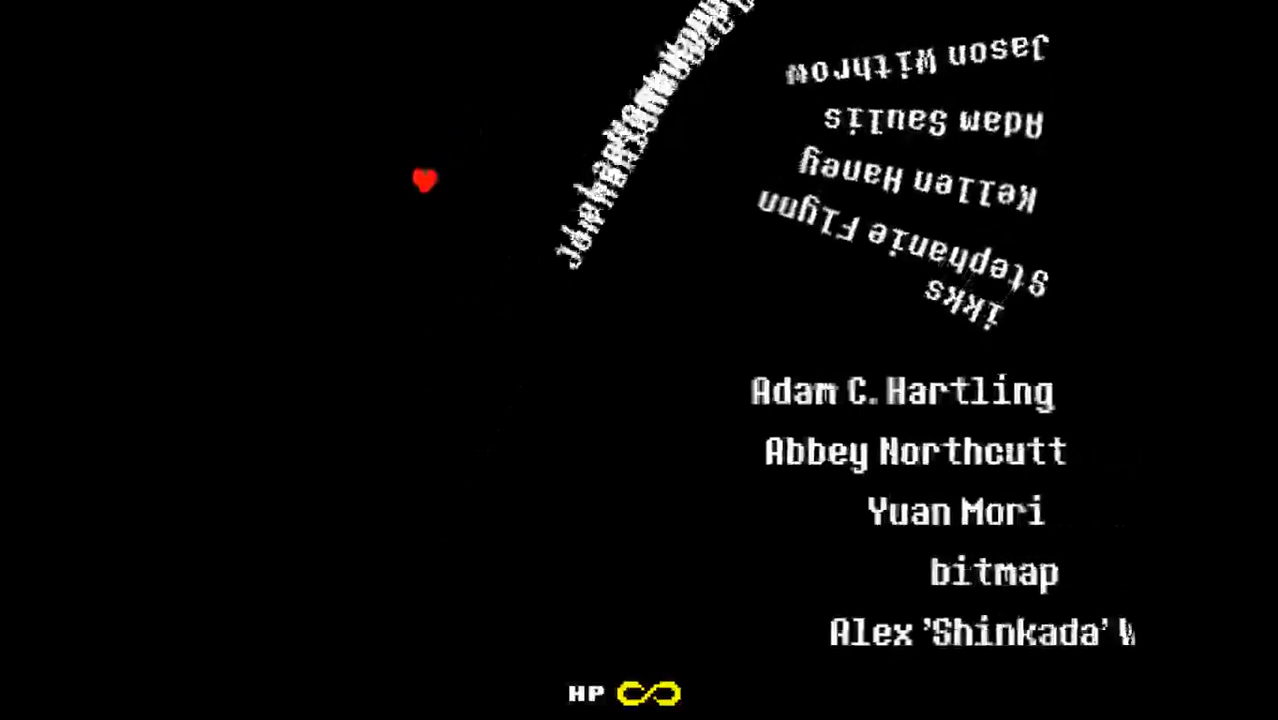 Jason Withrow
Adam Saulis
Kellen Haney
Stephanie Flynn
ikks
Adam C. Hartling
Abbey Northcutt
Yuan Mori
bitmap
Alex 'Shinkada'
HP